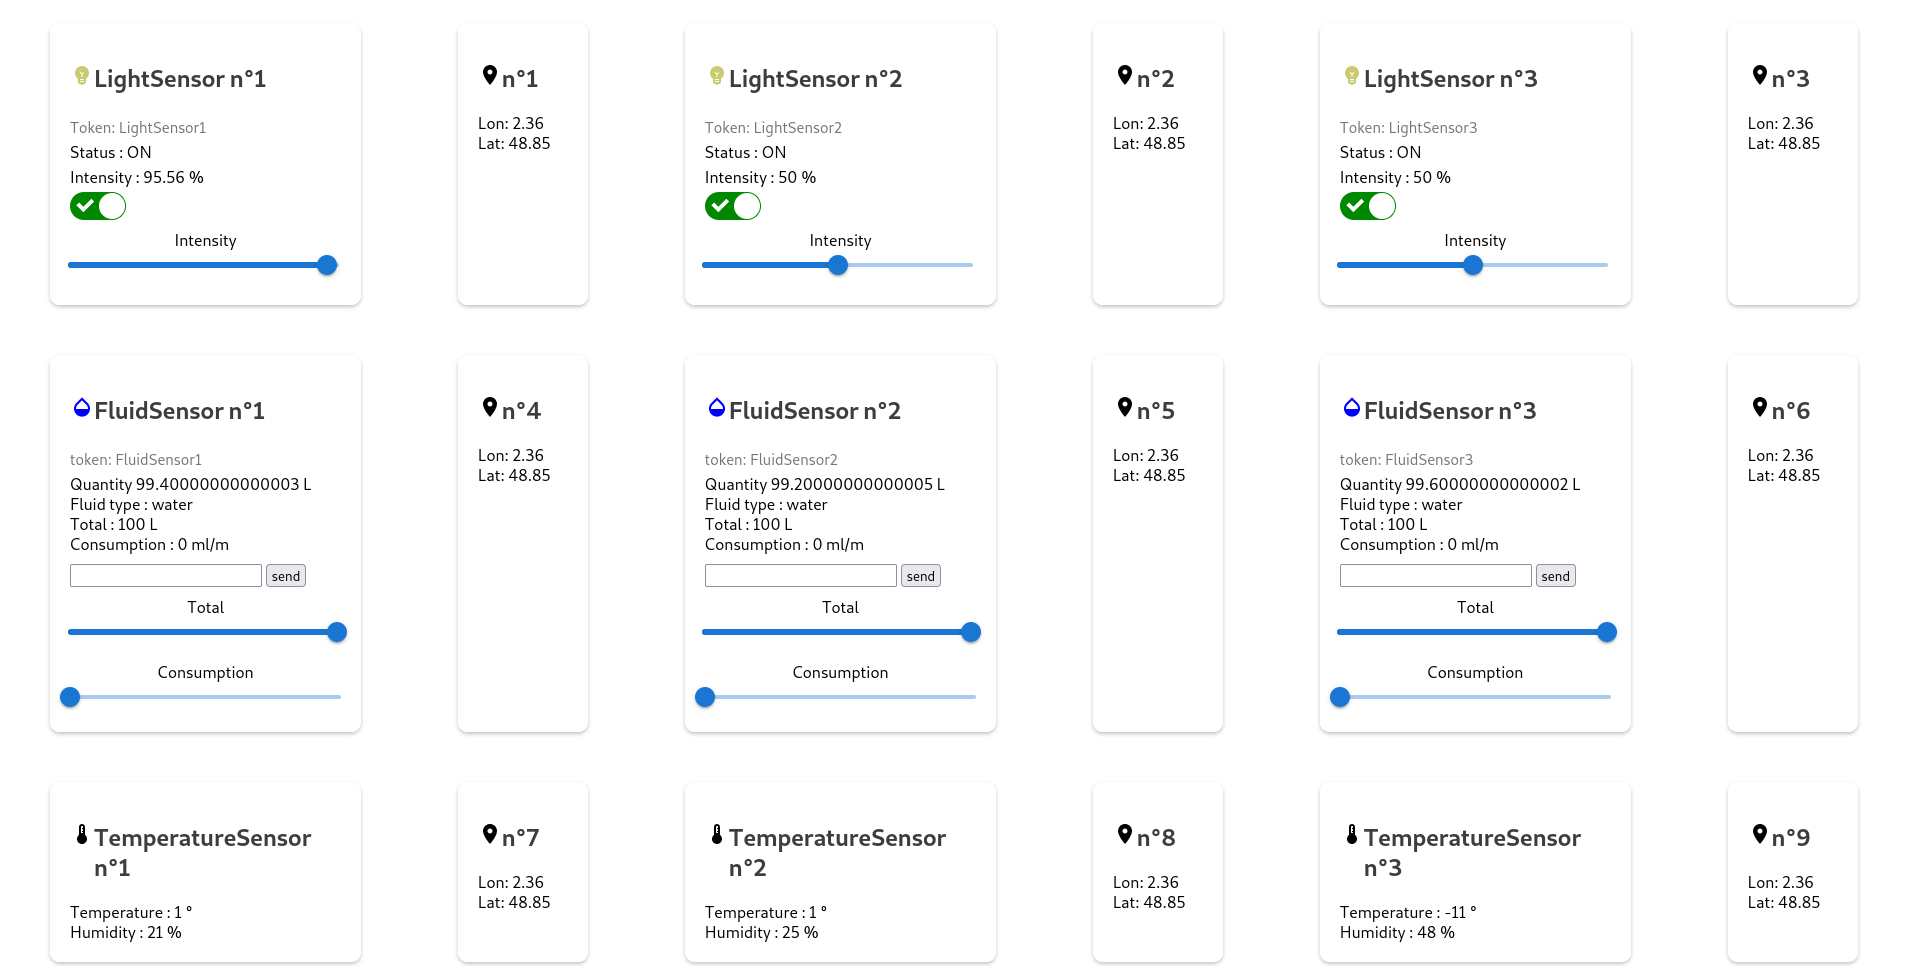 LightSensor n°1
Token: LightSensor1
Status : ON
Intensity : 95.56 %
Intensity
n°1
Lon: 2.36
Lat: 48.85
LightSensor n°2
Token: LightSensor2
Status : ON
Intensity : 50 %
Intensity
n°2
Lon: 2.36
Lat: 48.85
LightSensor n°3
Token: LightSensor3
Status : ON
Intensity : 50 %
Intensity
n°3
Lon: 2.36
Lat: 48.85
FluidSensor n°1
token: FluidSensor1
Quantity 99.40000000000003 L
Fluid type : water
Total : 100 L
Consumption : 0 ml/m
send
Total
Consumption
n°4
Lon: 2.36
Lat: 48.85
FluidSensor n°2
token: FluidSensor2
Quantity 99.20000000000005 L
Fluid type : water
Total : 100 L
Consumption : 0 ml/m
send
Total
Consumption
n°5
Lon: 2.36
Lat: 48.85
FluidSensor n°3
token: FluidSensor3
Quantity 99.60000000000002 L
Fluid type : water
Total : 100 L
Consumption : 0 ml/m
send
Total
Consumption
n°6
Lon: 2.36
Lat: 48.85
TemperatureSensor
n°1
Temperature : 1 °
Humidity : 21 %
n°7
Lon: 2.36
Lat: 48.85
TemperatureSensor
n°2
Temperature : 1 °
Humidity : 25 %
n°8
Lon: 2.36
Lat: 48.85
TemperatureSensor
n°3
Temperature : -11 °
Humidity : 48 %
n°9
Lon: 2.36
Lat: 48.85